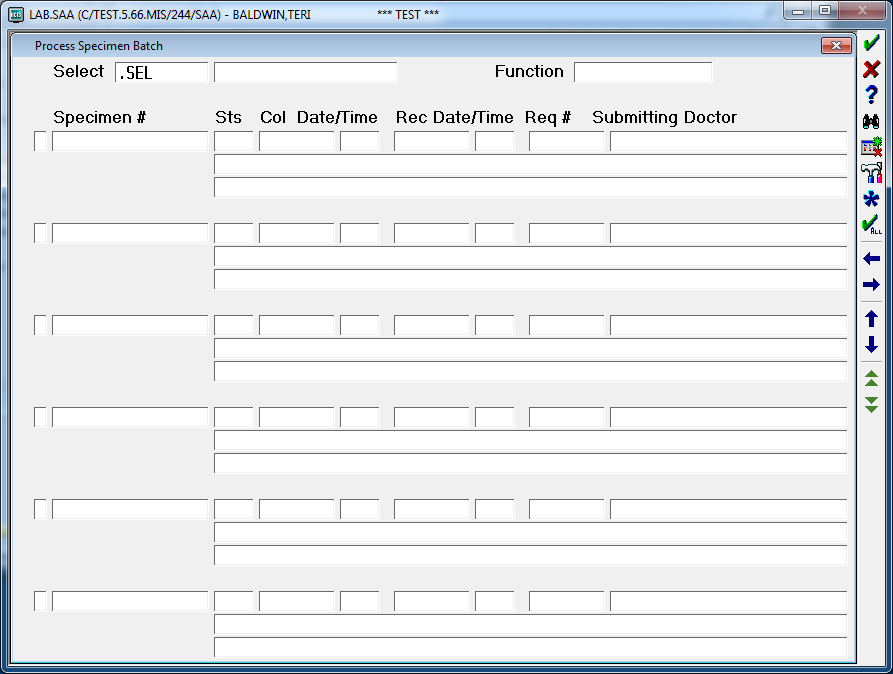 LAB.SAA (C/TEST.5.66.MIS/244/SAA) - BALDWIN,TERI *** TEST ***
Process Specimen Batch
Select .SEL Function
Specimen # Sts Col Date/Time Rec Date/Time Req # Submitting Doctor
?
ALL